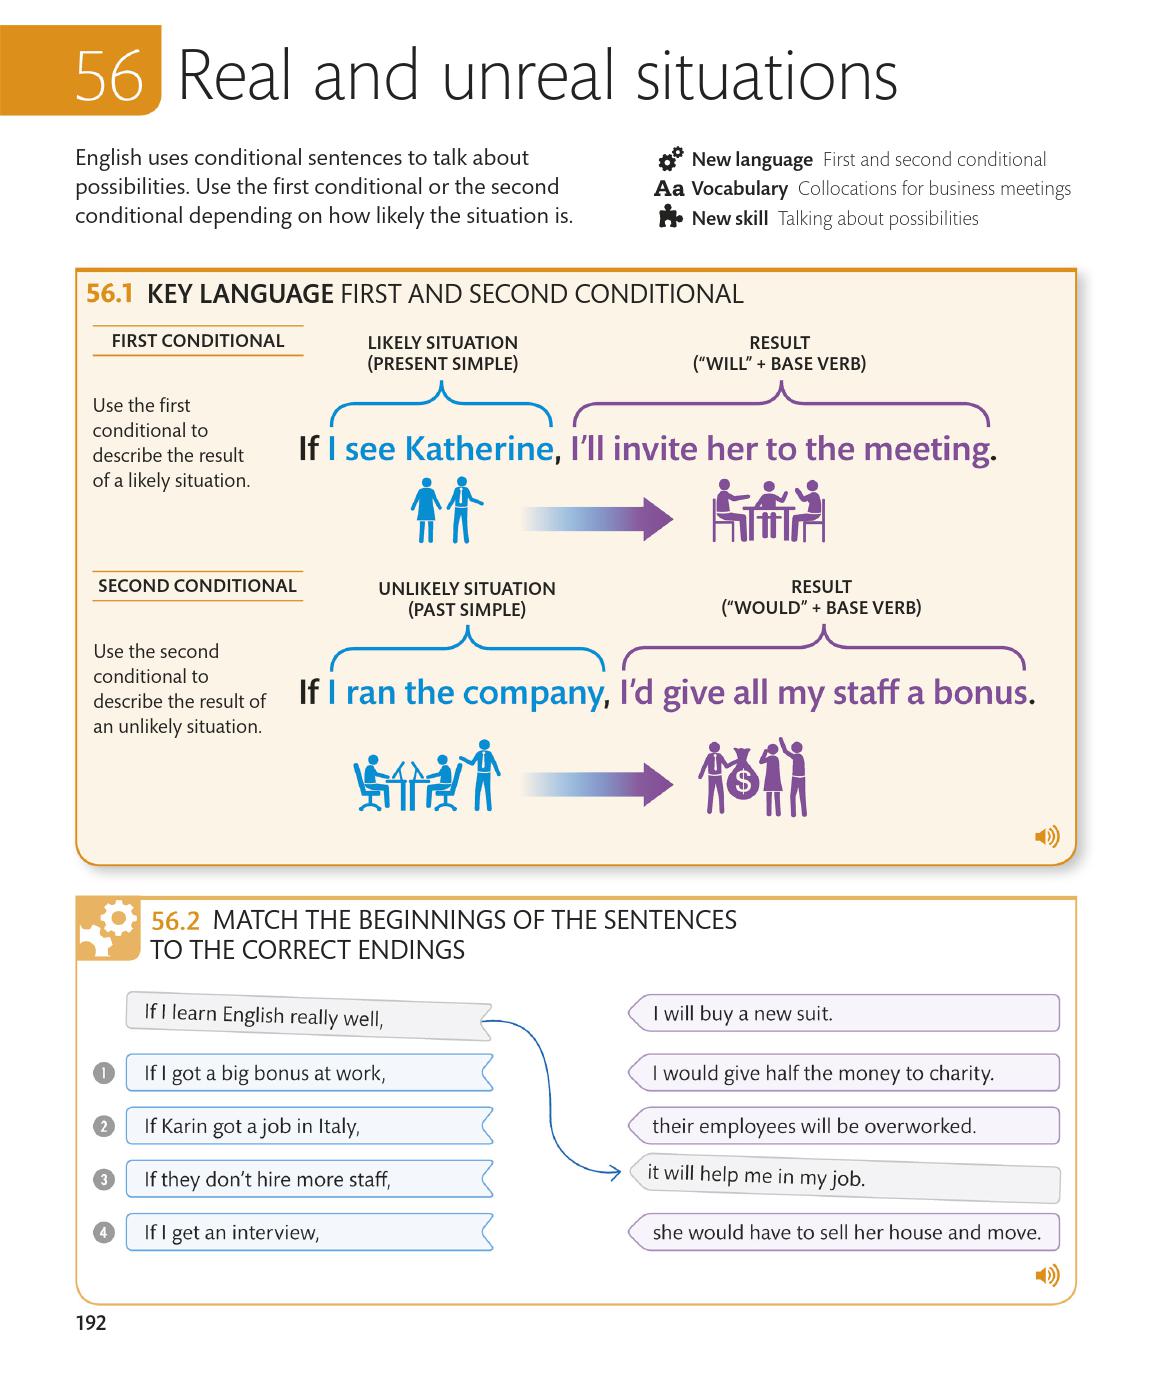 56 Real and unreal situations
English uses conditional sentences to talk about
possibilities. Use the first conditional or the second
conditional depending on how likely the situation is.
New language First and second conditional
Aa Vocabulary Collocations for business meetings
New skill Talking about possibilities
56.1 KEY LANGUAGE FIRST AND SECOND CONDITIONAL
FIRST CONDITIONAL
Use the first
conditional to
describe the result
of a likely situation.
LIKELY SITUATION
(PRESENT SIMPLE)
RESULT
(“WILL” + BASE VERB)
If I see Katherine, I’ll invite her to the meeting.
SECOND CONDITIONAL
Use the second
conditional to
describe the result of
an unlikely situation.
UNLIKELY SITUATION
(PAST SIMPLE)
RESULT
(“WOULD” + BASE VERB)
If I ran the company, I’d give all my staff a bonus.
$
56.2 MATCH THE BEGINNINGS OF THE SENTENCES
TO THE CORRECT ENDINGS
If I learn English really well,
I will buy a new suit.
1 If I got a big bonus at work,
I would give half the money to charity.
2 If Karin got a job in Italy,
their employees will be overworked.
3 If they don’t hire more staff,
it will help me in my job.
4 If I get an interview,
she would have to sell her house and move.
192